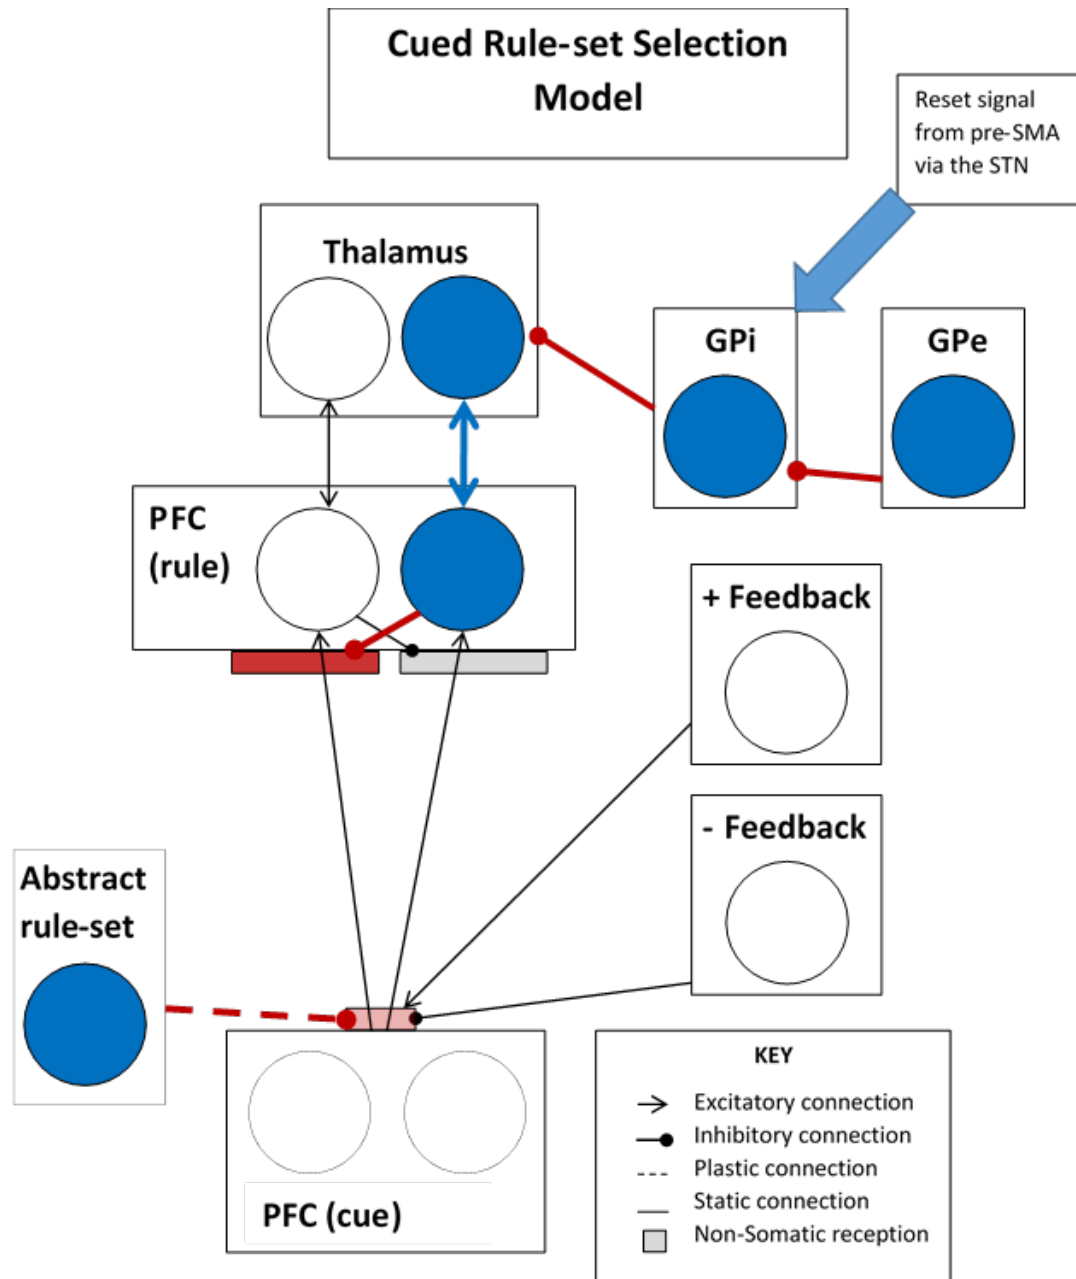 Cued Rule-set Selection
Model
Reset signal
from pre-SMA
via the STN
Thalamus
GPi
GPe
PFC
(rule)
+ Feedback
- Feedback
Abstract
rule-set
PFC (cue)
KEY
Excitatory connection
Inhibitory connection
Plastic connection
Static connection
Non-Somatic reception